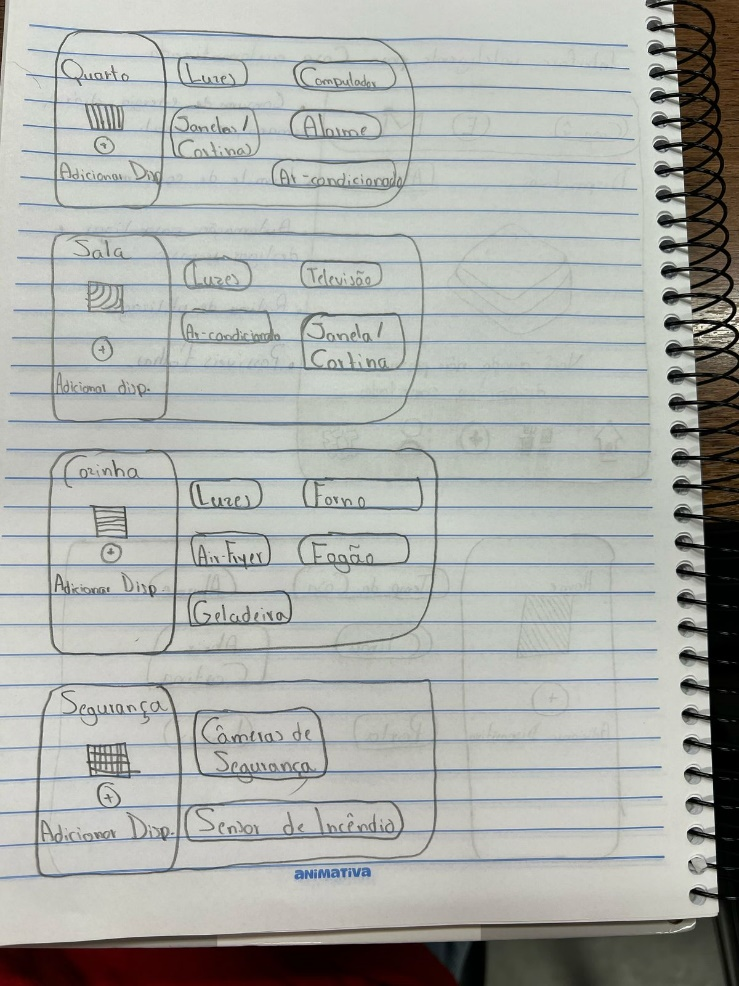 Quarto
Luzes
Computador
Janelas/
Cortinas
Alarme
+
Adicionar Disp
Ar-condicionado
Sala
Luzes
Televisão
Ar-condicionado
Janela/
Cortina
+
Adicionar disp.
Cozinha
Luzes
Forno
+
Air-Fryer
Fogão
Adicionar Disp.
Geladeira
Segurança
Câmeras de
Segurança
+
Adicionar Disp.
Sensor de Incêndio
ANIMATIVA